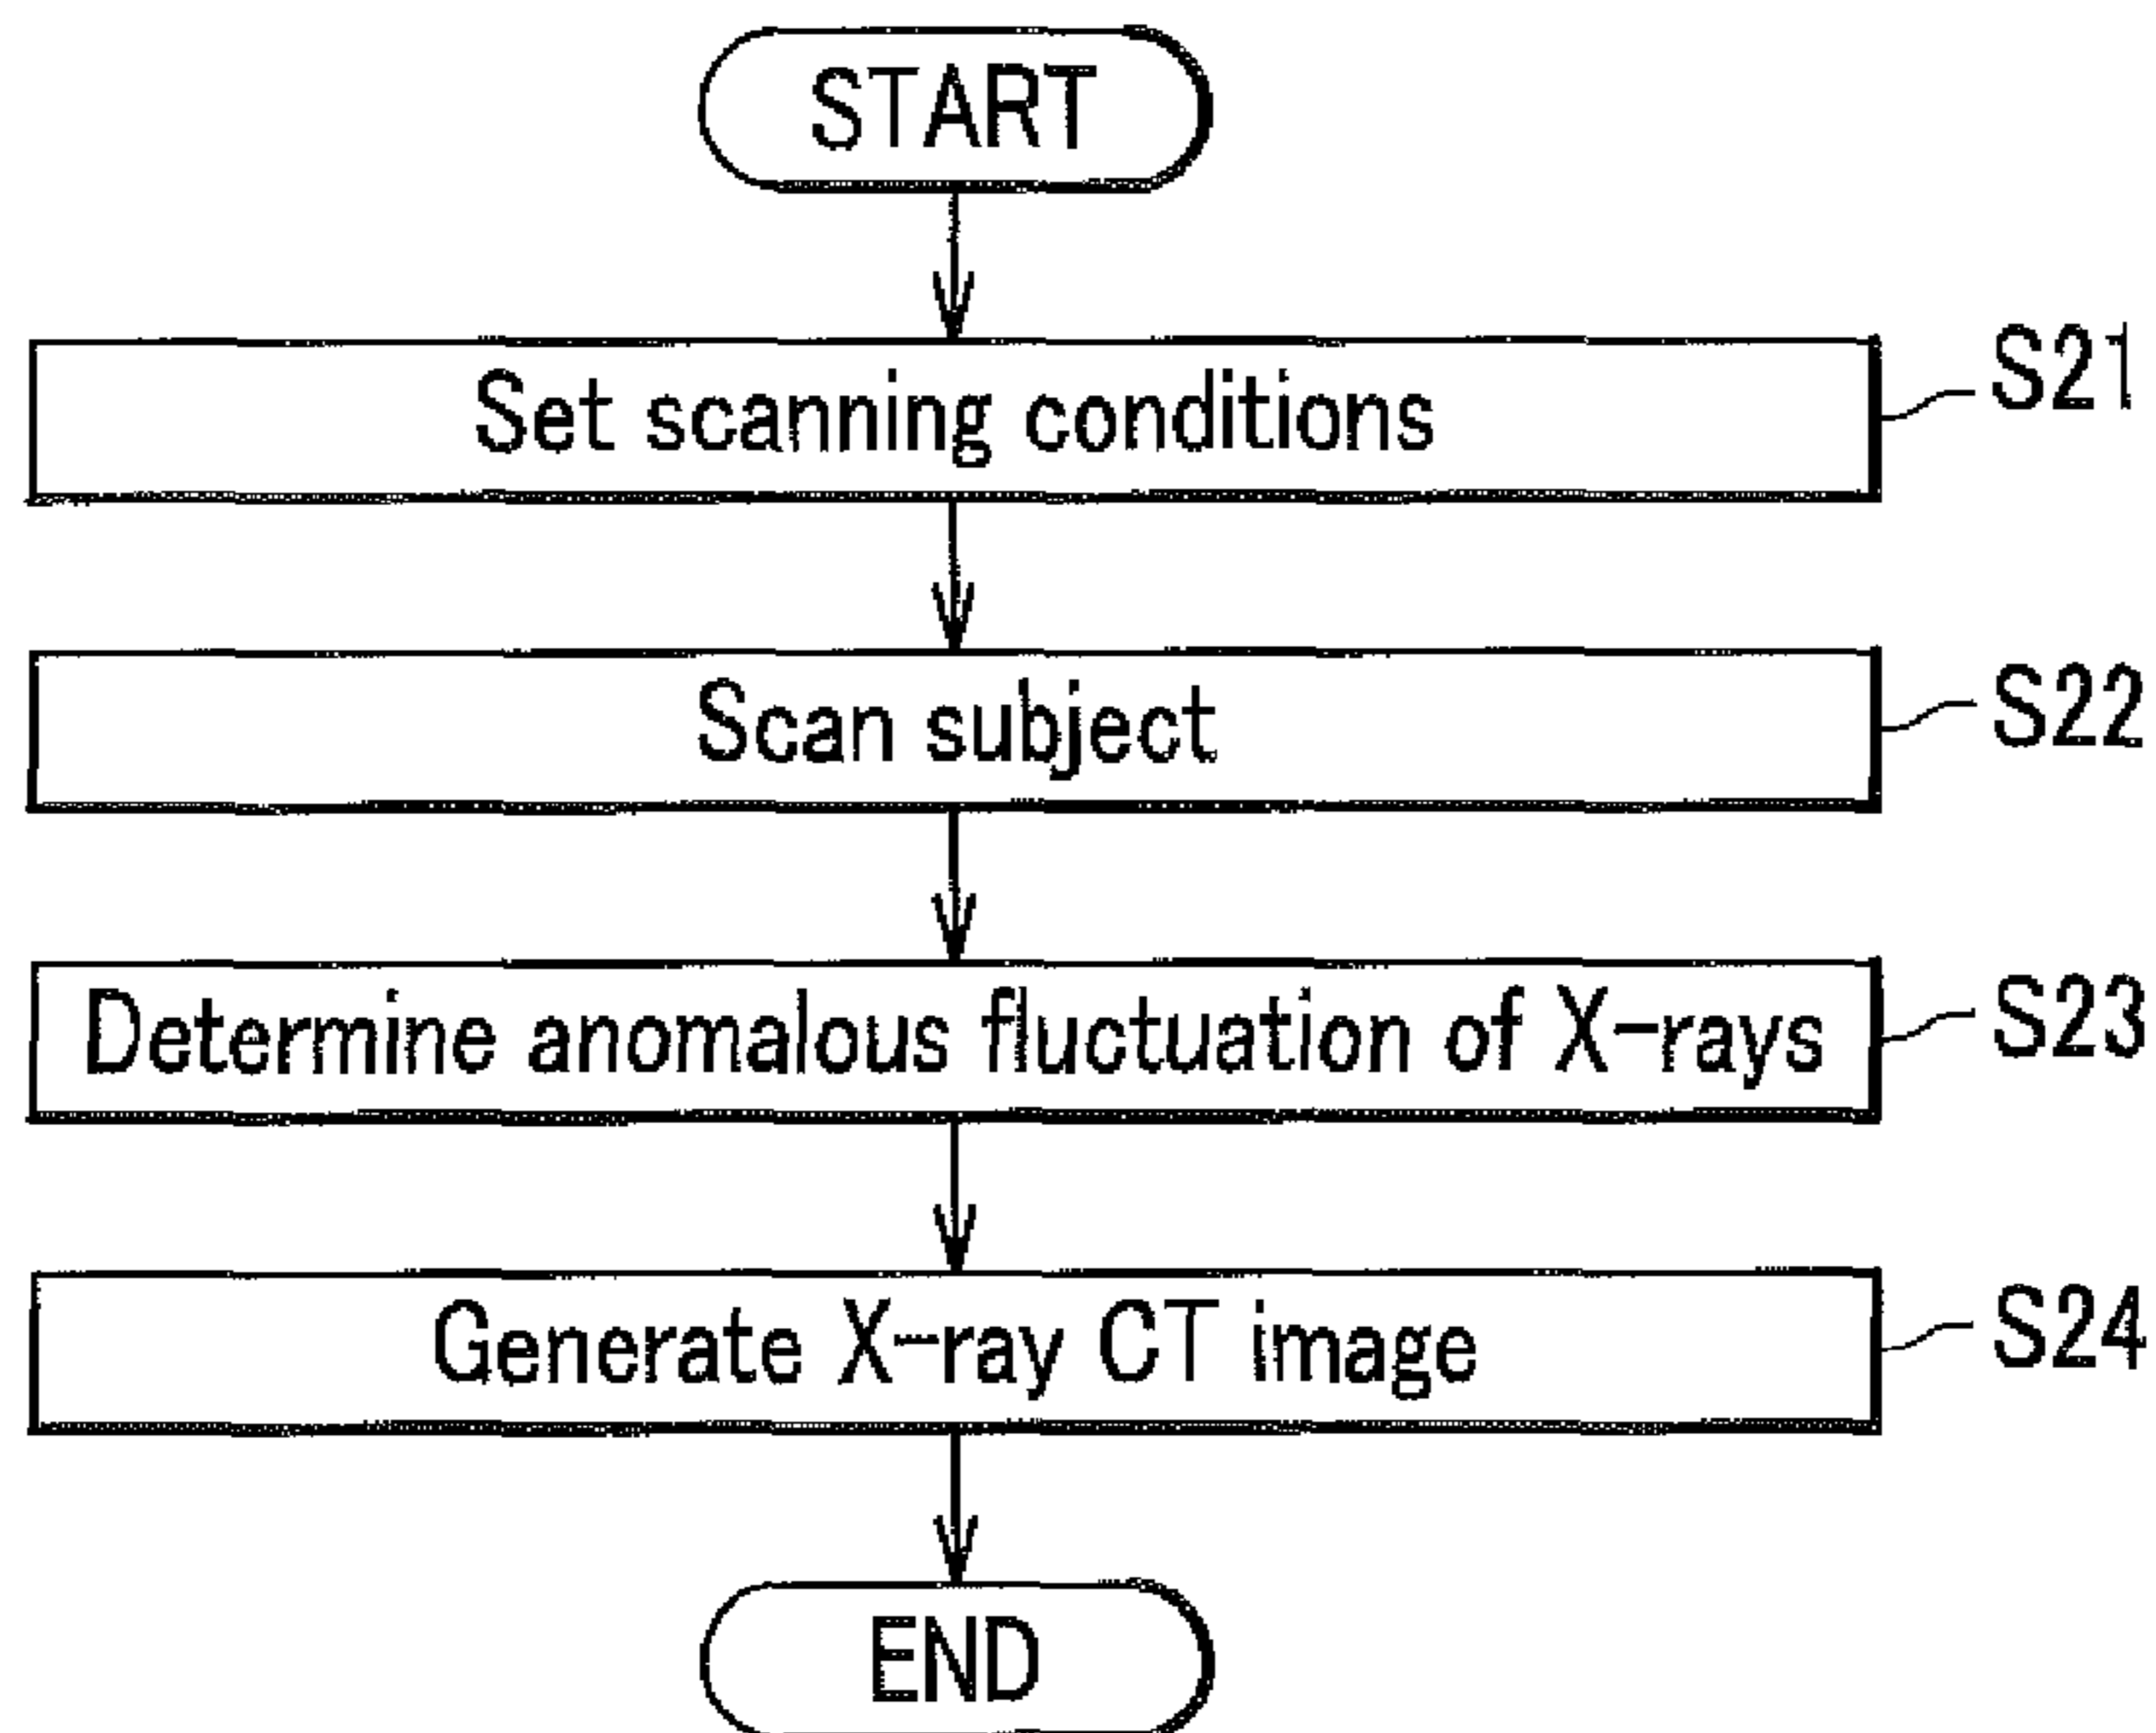 START
Set scanning conditions
S21
Scan subject
S22
Determine anomalous fluctuation of X-rays
S23
Generate X-ray CT image
S24
END